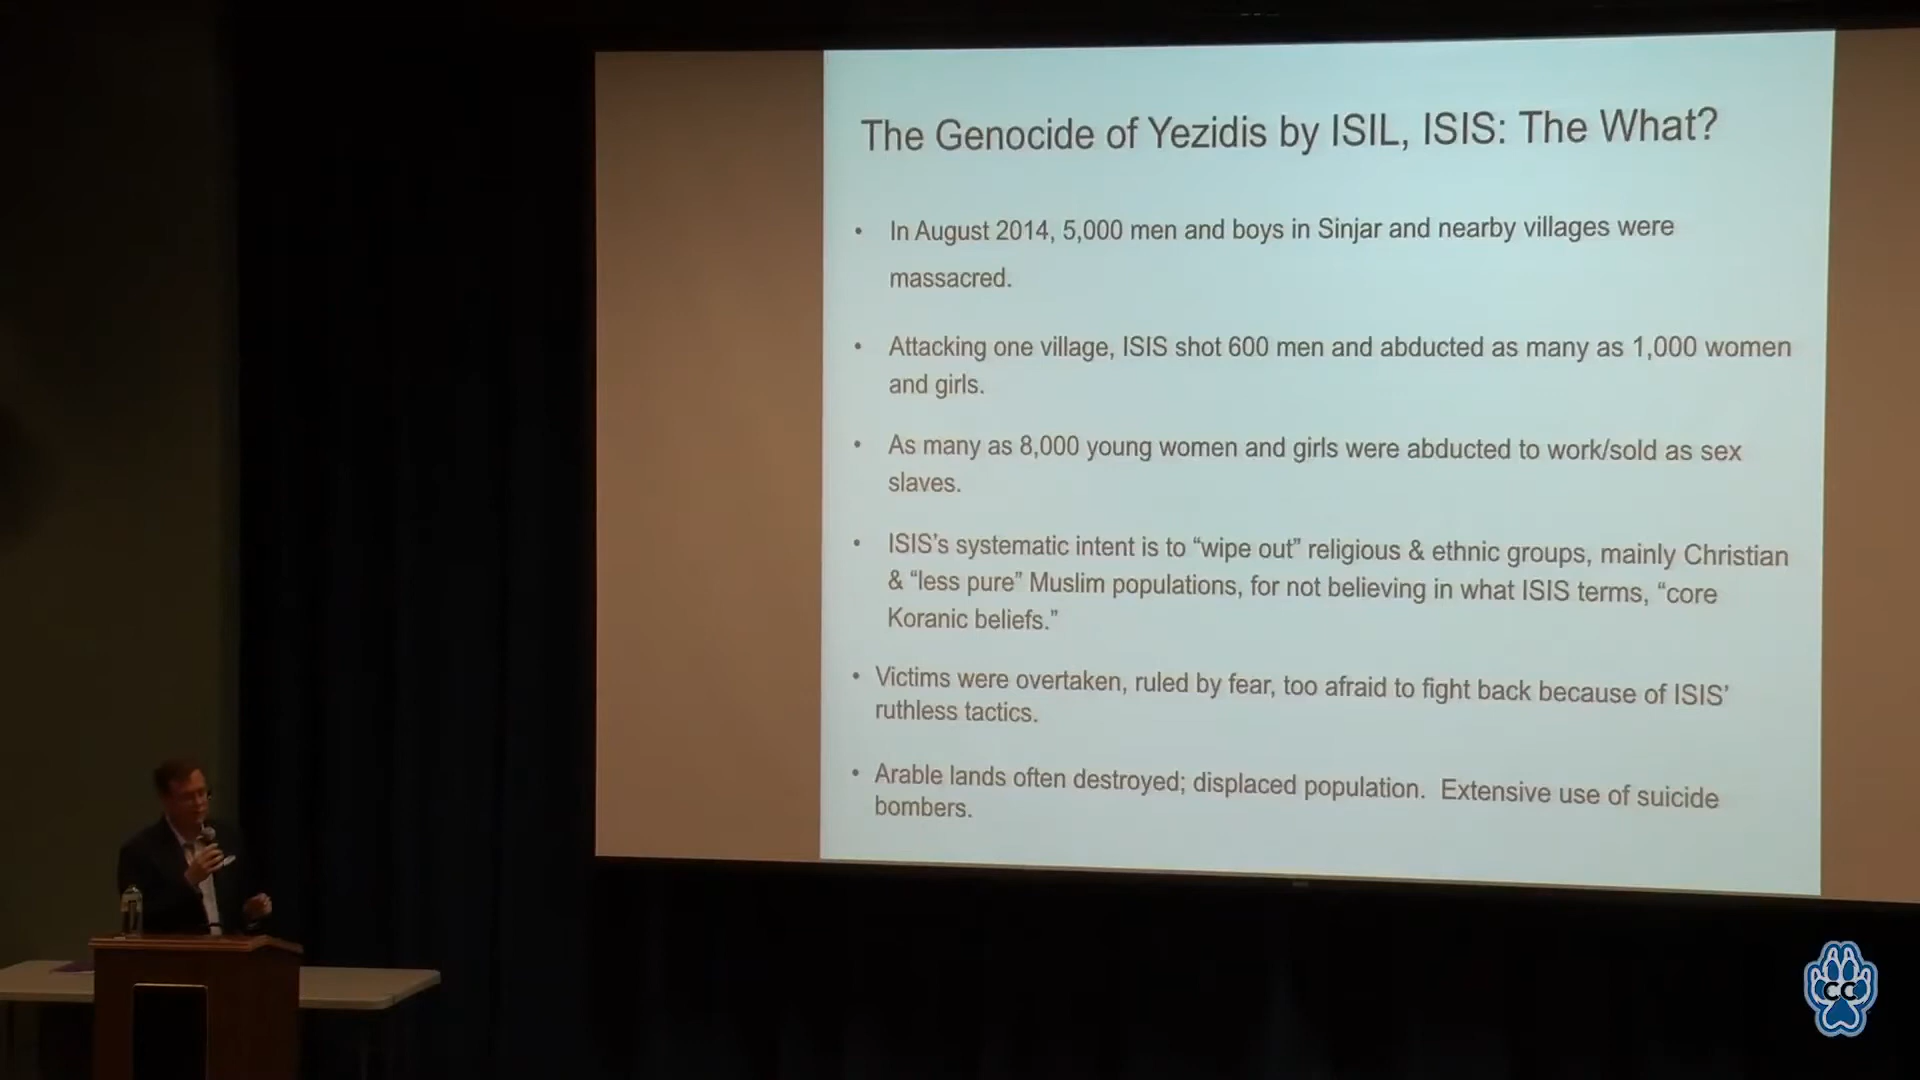 The Genocide of Yezidis by ISIL, ISIS: The What?
• In August 2014, 5,000 men and boys in Sinjar and nearby villages were
massacred.
• Attacking one village, ISIS shot 600 men and abducted as many as 1,000 women
and girls.
• As many as 8,000 young women and girls were abducted to work/sold as sex
slaves.
• ISIS’s systematic intent is to “wipe out” religious & ethnic groups, mainly Christian
& “less pure” Muslim populations, for not believing in what ISIS terms, “core
Koranic beliefs.”
• Victims were overtaken, ruled by fear, too afraid to fight back because of ISIS’
ruthless tactics.
• Arable lands often destroyed; displaced population. Extensive use of suicide
bombers.
CC